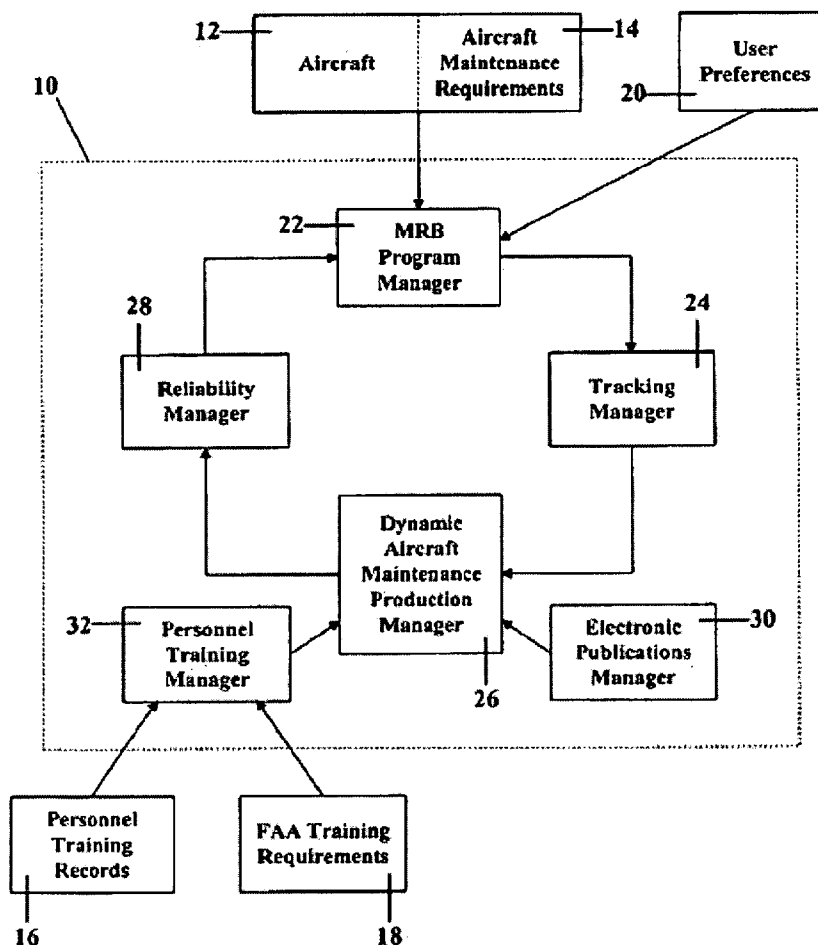 12
Aircraft
Aircraft
Maintenance
Requirements
14
User
Preferences
20
10
22
MRB
Program
Manager
28
Reliability
Manager
24
Tracking
Manager
Dynamic
Aircraft
Maintenance
Production
Manager
26
32
Personnel
Training
Manager
Electronic
Publications
Manager
30
Personnel
Training
Records
16
FAA Training
Requirements
18